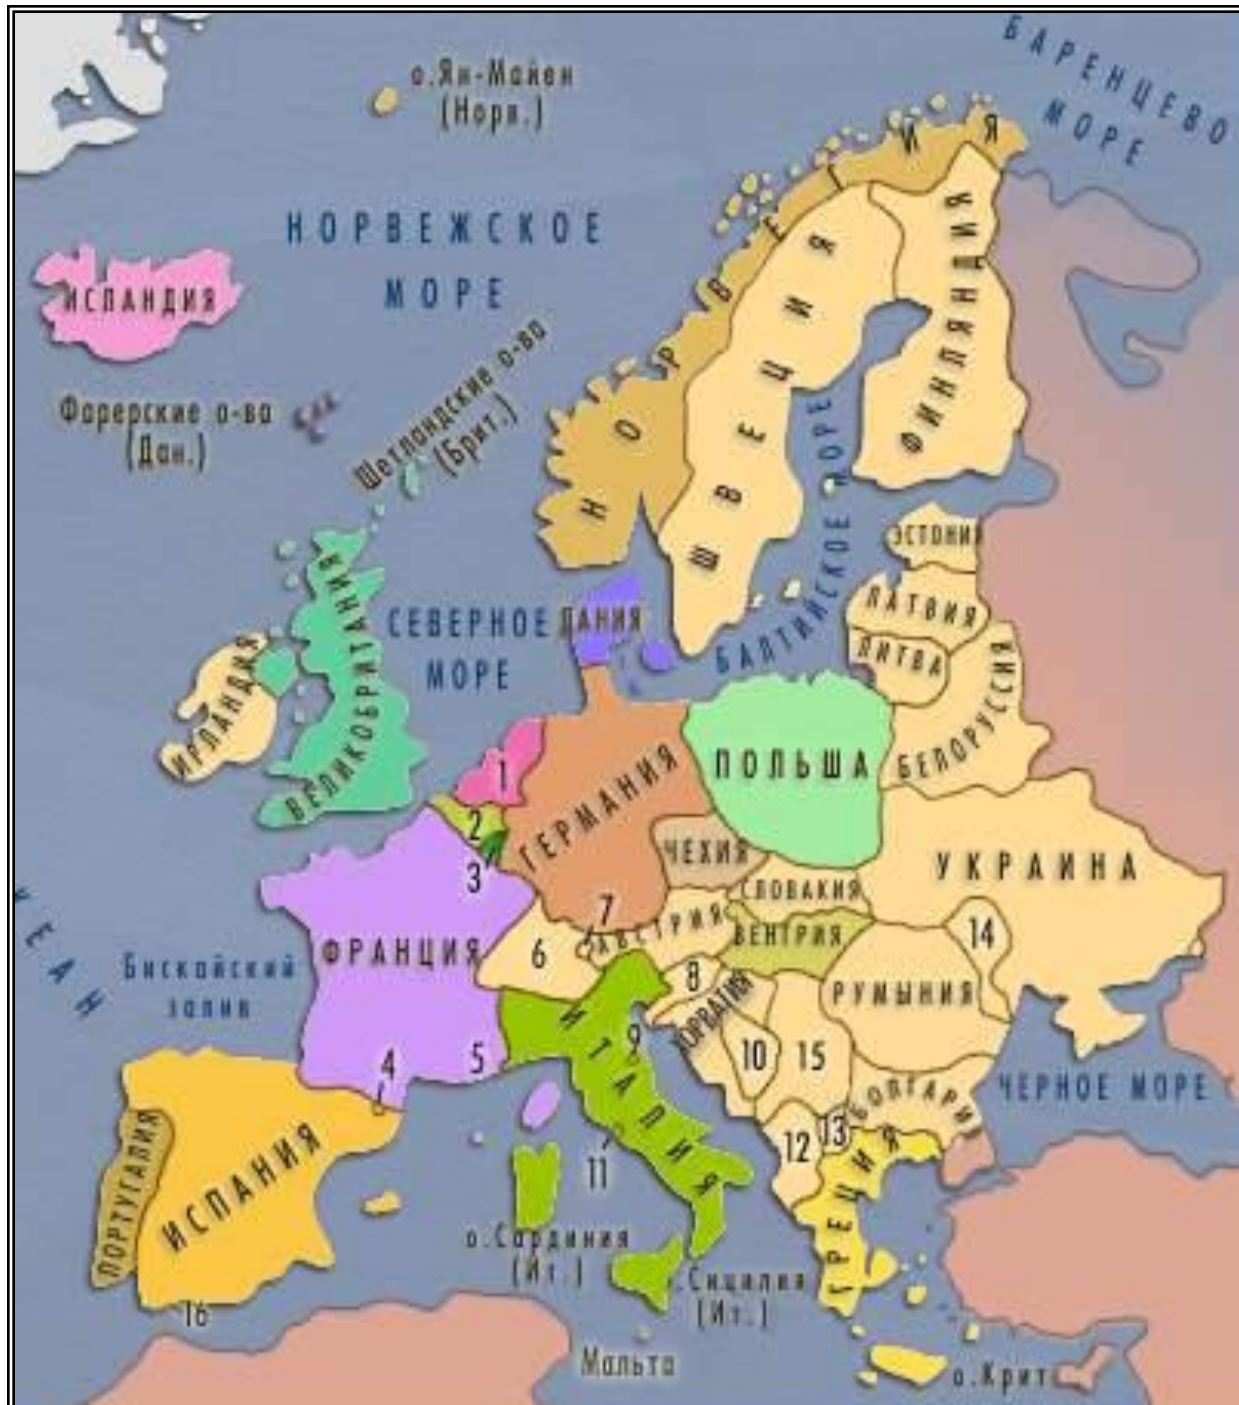 БАРЕНЦЕВО
МОРЕ
о.Ян-Майен
(Норв.)
НОРВЕЖСКОЕ
МОРЕ
ИСЛАНДИЯ
Фарерские о-ва
(Дан.)
Шетландские о-ва
(Брит.)
НОРВЕГИЯ
ШВЕЦИЯ
ФИНЛЯНДИЯ
БАЛТИЙСКОЕ МОРЕ
ЭСТОНИЯ
ЛАТВИЯ
ЛИТВА
БЕЛОРУССИЯ
СЕВЕРНОЕ
МОРЕ
ДАНИЯ
ИРЛАНДИЯ
ВЕЛИКОБРИТАНИЯ
1
2
3
ГЕРМАНИЯ
ПОЛЬША
ЧЕХИЯ
СЛОВАКИЯ
УКРАИНА
ЕАН
Бискайский
залив
ФРАНЦИЯ
6
7
АВСТРИЯ
ВЕНГРИЯ
14
РУМЫНИЯ
8
ХОРВАТИЯ
9
10
15
4
5
ИТАЛИЯ
ЧЕРНОЕ МОРЕ
БОЛГАРИ
12
13
11
ПОРТУГАЛИЯ
ИСПАНИЯ
16
о.Сардиния
(Ит.)
о.Сицилия
(Ит.)
ГРЕЦИЯ
Мальта
о.Крит